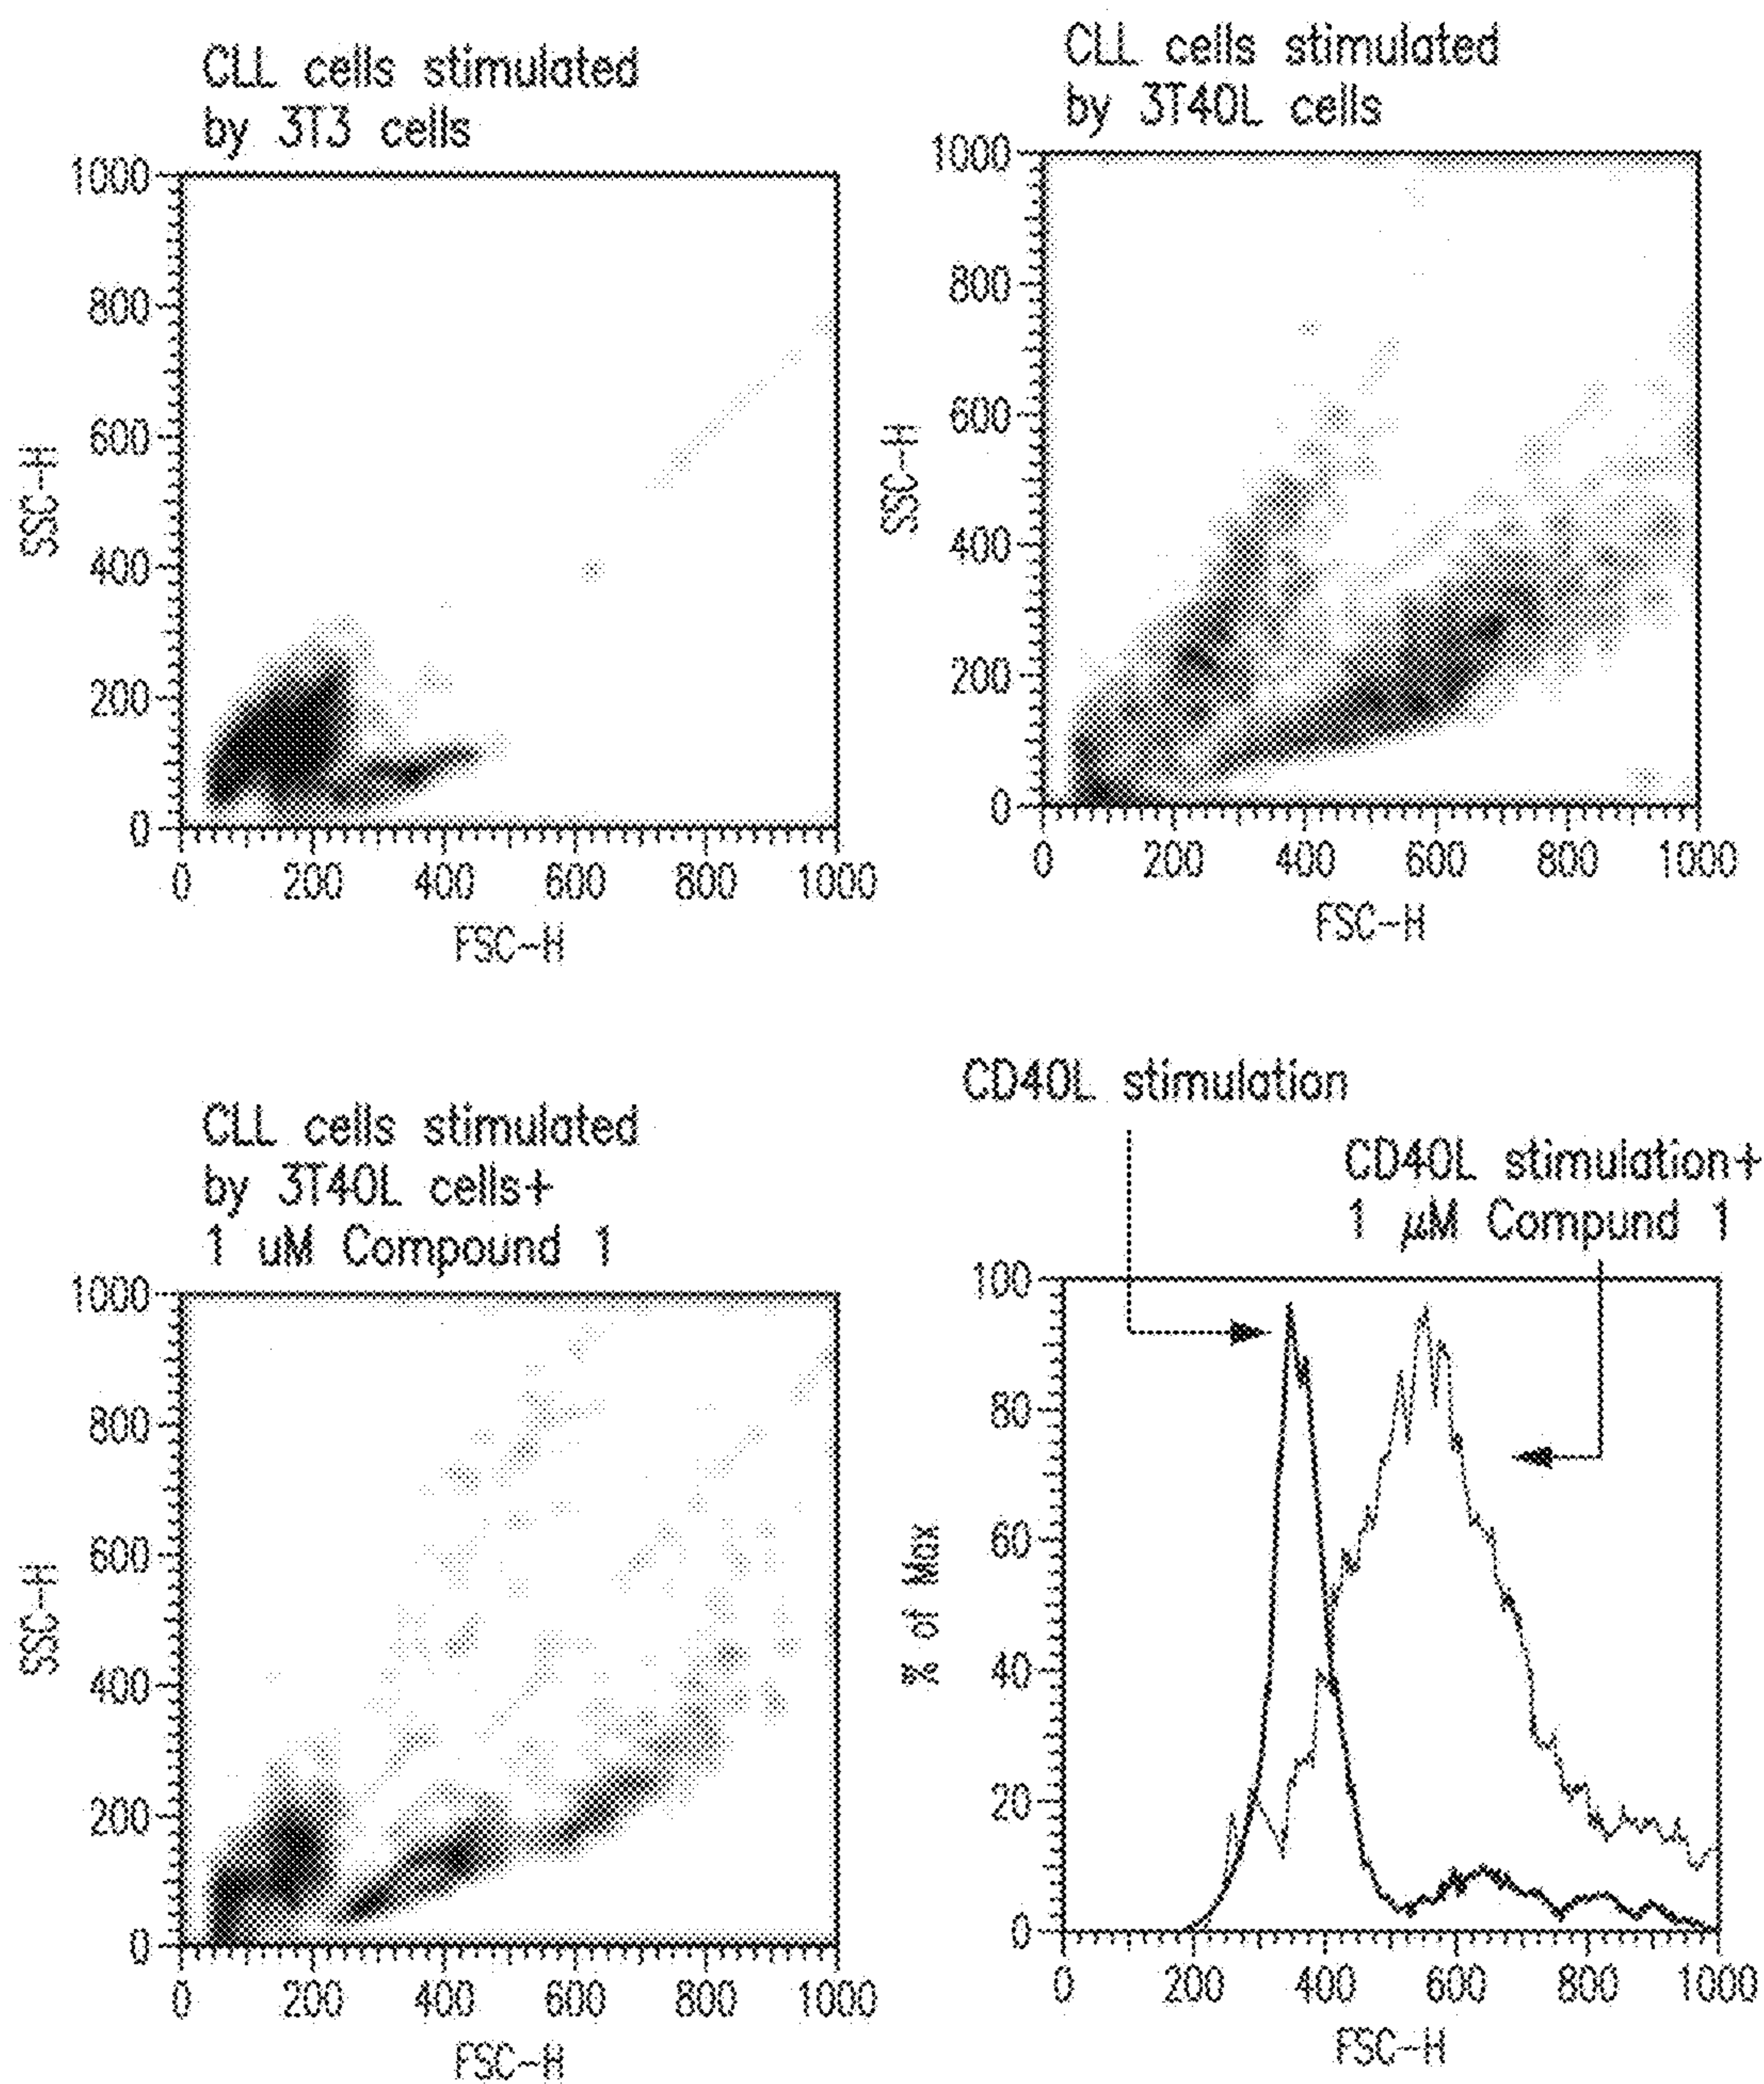 CLL cells stimulated
by 3T3 cells
1000
800
600
400
200
0
SSC-H
0 200 400 600 800 1000
FSC-H
CLL cells stimulated
by 3T40L cells
1000
800
600
400
200
0
SSC-H
0 200 400 600 800 1000
FSC-H
CLL cells stimulated
by 3T40L cells+
1 uM Compound 1
1000
800
600
400
200
0
SSC-H
0 200 400 600 800 1000
FSC-H
CD40L stimulation
CD40L stimulation+
1 μM Compund 1
100
80
60
40
20
0
% of Max
0 200 400 600 800 1000
FSC-H